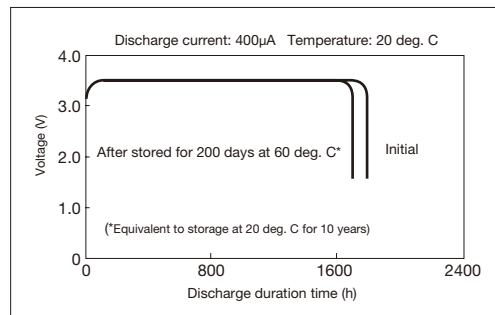 Discharge current: 400μA Temperature: 20 deg. C
4.0
3.0
2.0
1.0
0
Voltage (V)
After stored for 200 days at 60 deg. C*
Initial
(*Equivalent to storage at 20 deg. C for 10 years)
0 800 1600 2400
Discharge duration time (h)